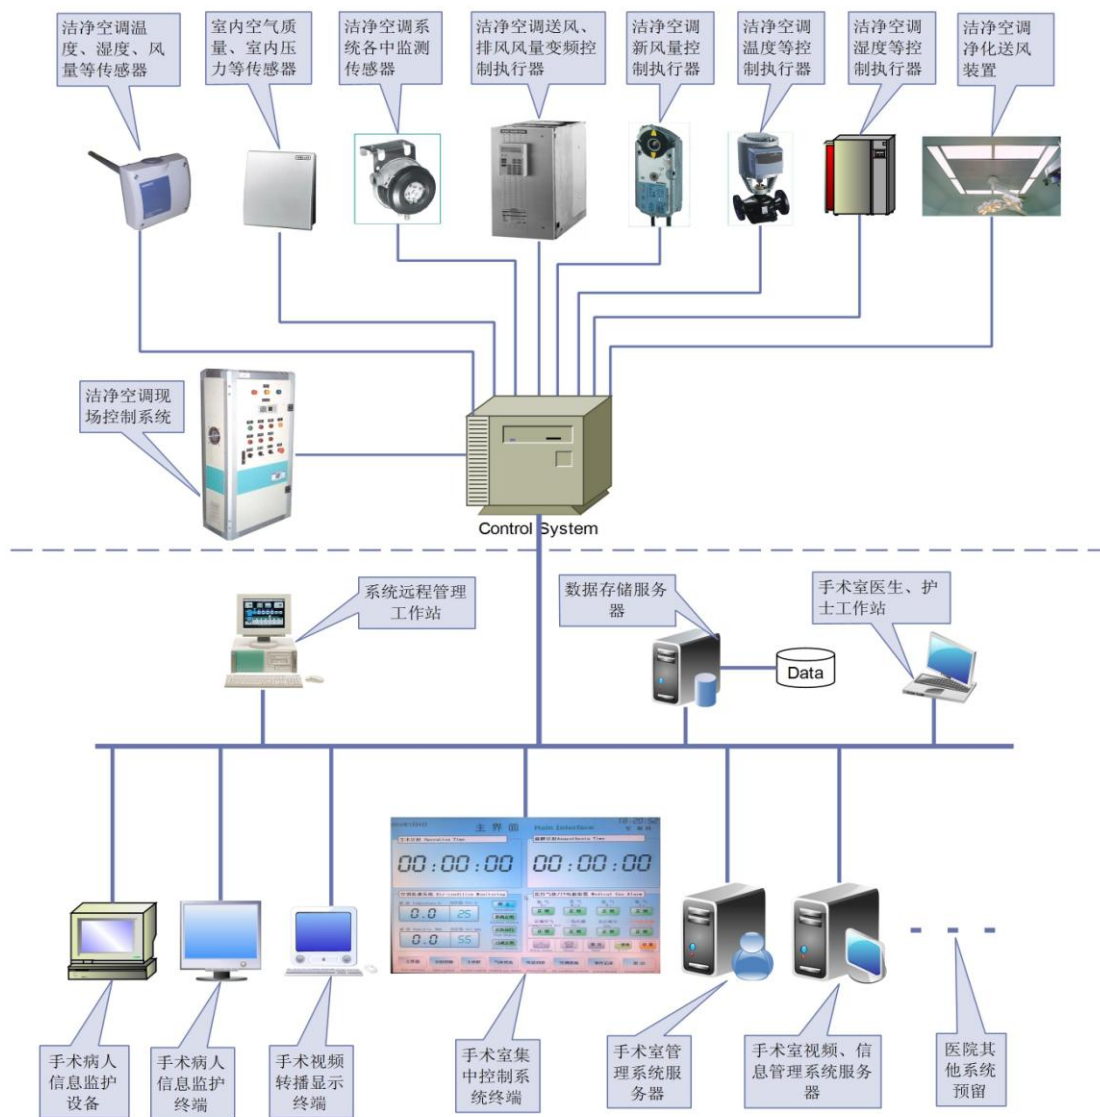 洁净空调温
度、湿度、风
量等传感器
室内空气质
量、室内压
力等传感器
洁净空调系
统各中监测
传感器
洁净空调送风、
排风风量变频控
制执行器
洁净空调
新风量控
制执行器
洁净空调
温度等控
制执行器
洁净空调
湿度等控
制执行器
洁净空调
净化送风
装置
洁净空调现
场控制系统
Control System
系统远程管理
工作站
数据存储服务
器
手术室医生、护
士工作站
Data
主界面
Main Interface
00:00:00
00:00:00
0.0
25
0.0
55
手术病人
信息监护
设备
手术病人
信息监护
终端
手术视频
转播显示
终端
手术室集
中控制系
统终端
手术室管
理系统服
务器
手术室视频、信
息管理系统服务
器
医院其
他系统
预留